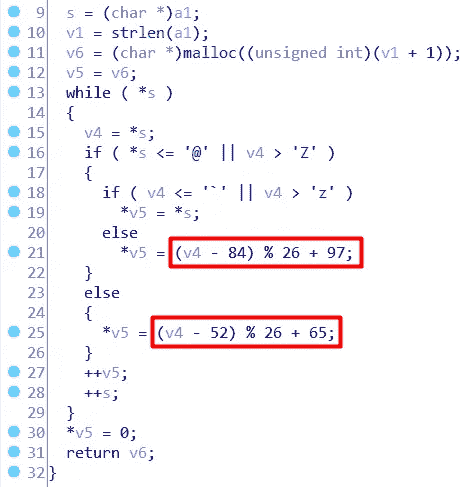 9 s = (char *)a1;
10 v1 = strlen(a1);
11 v6 = (char *)malloc((unsigned int)(v1 + 1));
12 v5 = v6;
13 while ( *s )
14 {
15 v4 = *s;
16 if ( *s <= '@' || v4 > 'Z' )
17 {
18 if ( v4 <= '`' || v4 > 'z' )
19 *v5 = *s;
20 else
21 *v5 = (v4 - 84) % 26 + 97;
22 }
23 else
24 {
25 *v5 = (v4 - 52) % 26 + 65;
26 }
27 ++v5;
28 ++s;
29 }
30 *v5 = 0;
31 return v6;
32 }